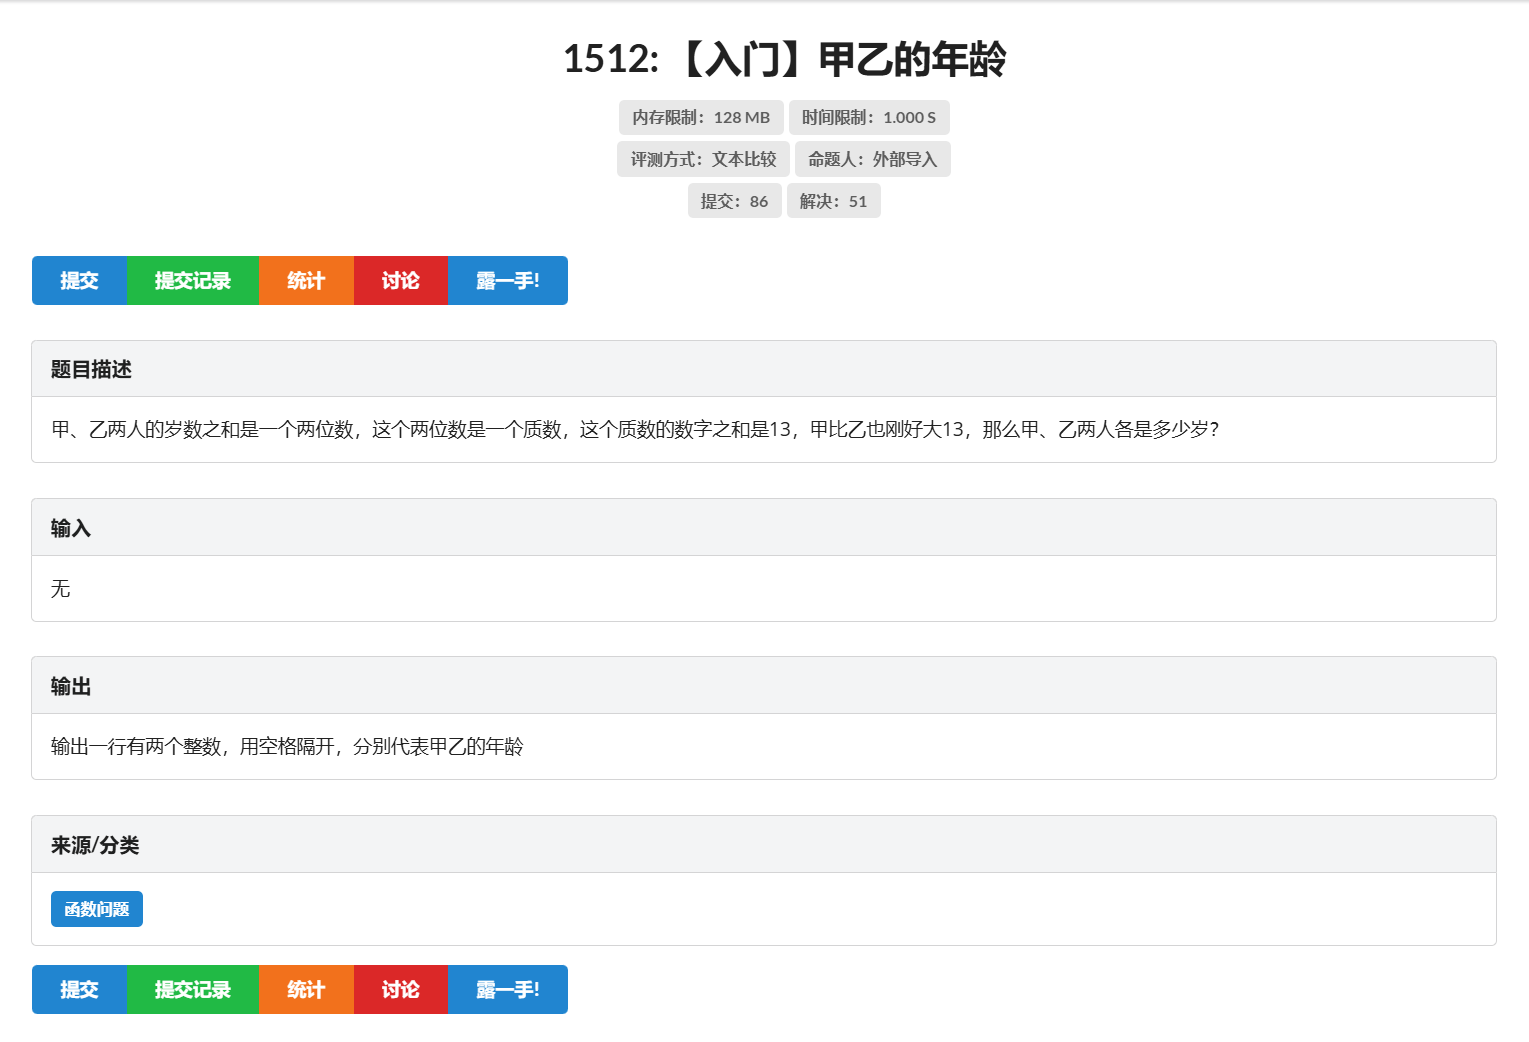 1512: 【入门】甲乙的年龄
内存限制：128 MB 时间限制：1.000 S
评测方式：文本比较 命题人：外部导入
提交：86 解决：51
提交 提交记录 统计 讨论 露一手!
题目描述
甲、乙两人的岁数之和是一个两位数，这个两位数是一个质数，这个质数的数字之和是13，甲比乙也刚好大13，那么甲、乙两人各是多少岁？
输入
无
输出
输出一行有两个整数，用空格隔开，分别代表甲乙的年龄
来源/分类
函数问题
提交 提交记录 统计 讨论 露一手!